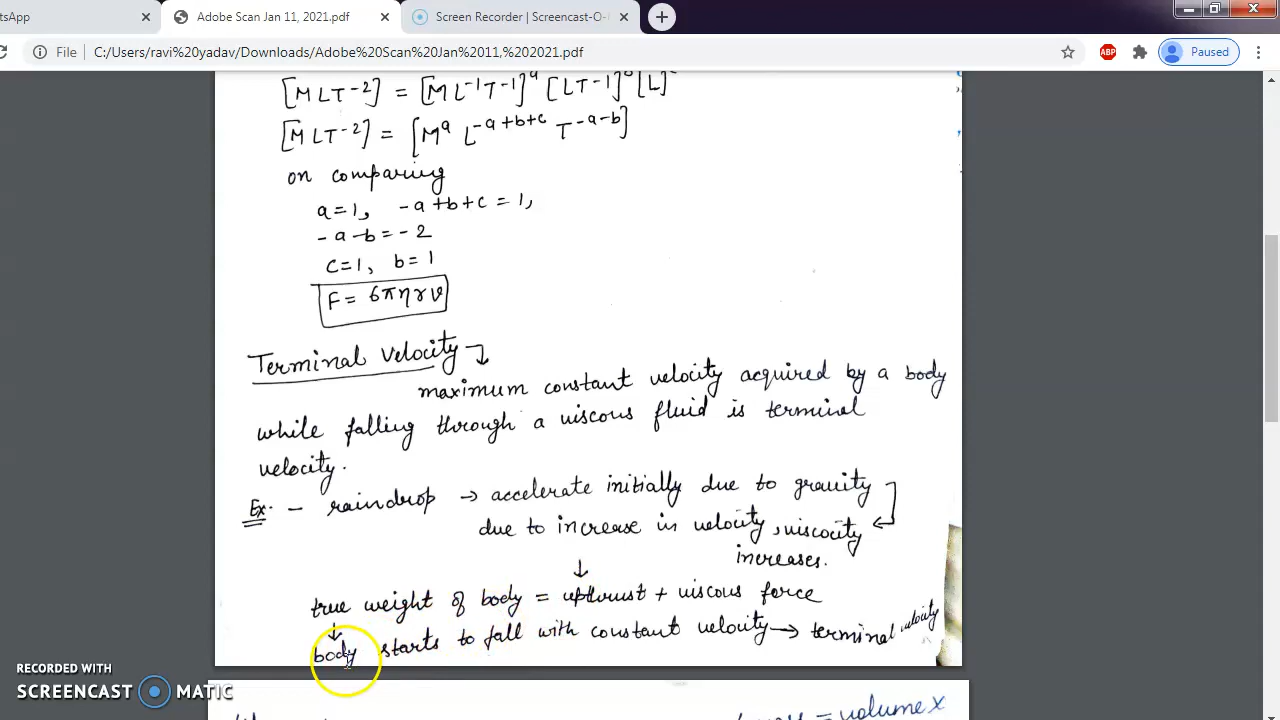 tsApp
Adobe Scan Jan 11, 2021.pdf
Screen Recorder | Screencast-O-
File | C:/Users/ravi%20yadav/Downloads/Adobe%20Scan%20Jan%2011,%202021.pdf
ABP
Paused
[MLT-2] = [ML-1T-1]a [LT-1]b [L]c
[MLT-2] = [Ma L-a+b+c T-a-b]
on comparing
a=1, -a+b+c = 1,
-a-b=-2
c=1, b=1
F= 6πηrv
Terminal velocity
maximum constant velocity acquired by a body
while falling through a viscous fluid is terminal
velocity.
Ex. - raindrop → accelerate initially due to gravity
due to increase in velocity, viscocity
increases.
true weight of body = upthrust + viscous force
body starts to fall with constant velocity → terminal velocity
= volume x
RECORDED WITH
SCREENCAST MATIC